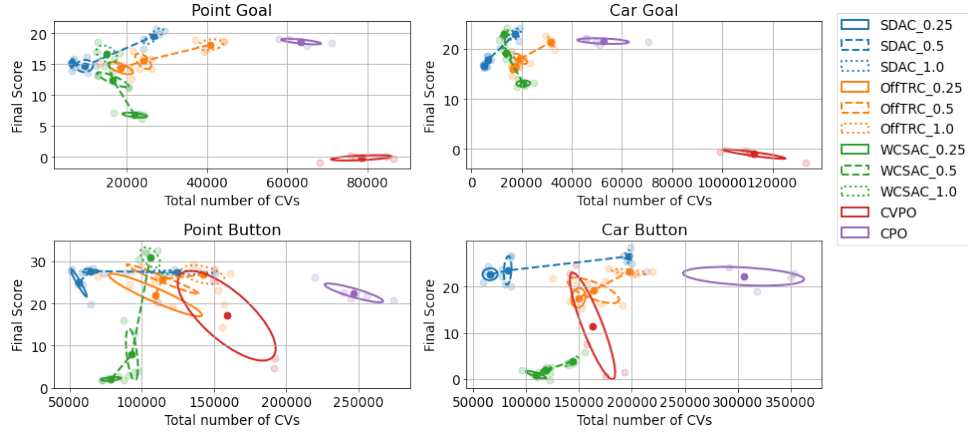 Point Goal
Final Score
20
15
10
5
0
20000 40000 60000 80000
Total number of CVs
Car Goal
Final Score
20
10
0
0 20000 40000 60000 80000 100000 120000
Total number of CVs
Point Button
Final Score
30
20
10
0
50000 100000 150000 200000 250000
Total number of CVs
Car Button
Final Score
30
20
10
0
50000 100000 150000 200000 250000 300000 350000
Total number of CVs
SDAC_0.25
SDAC_0.5
SDAC_1.0
OffTRC_0.25
OffTRC_0.5
OffTRC_1.0
WCSAC_0.25
WCSAC_0.5
WCSAC_1.0
CVPO
CPO